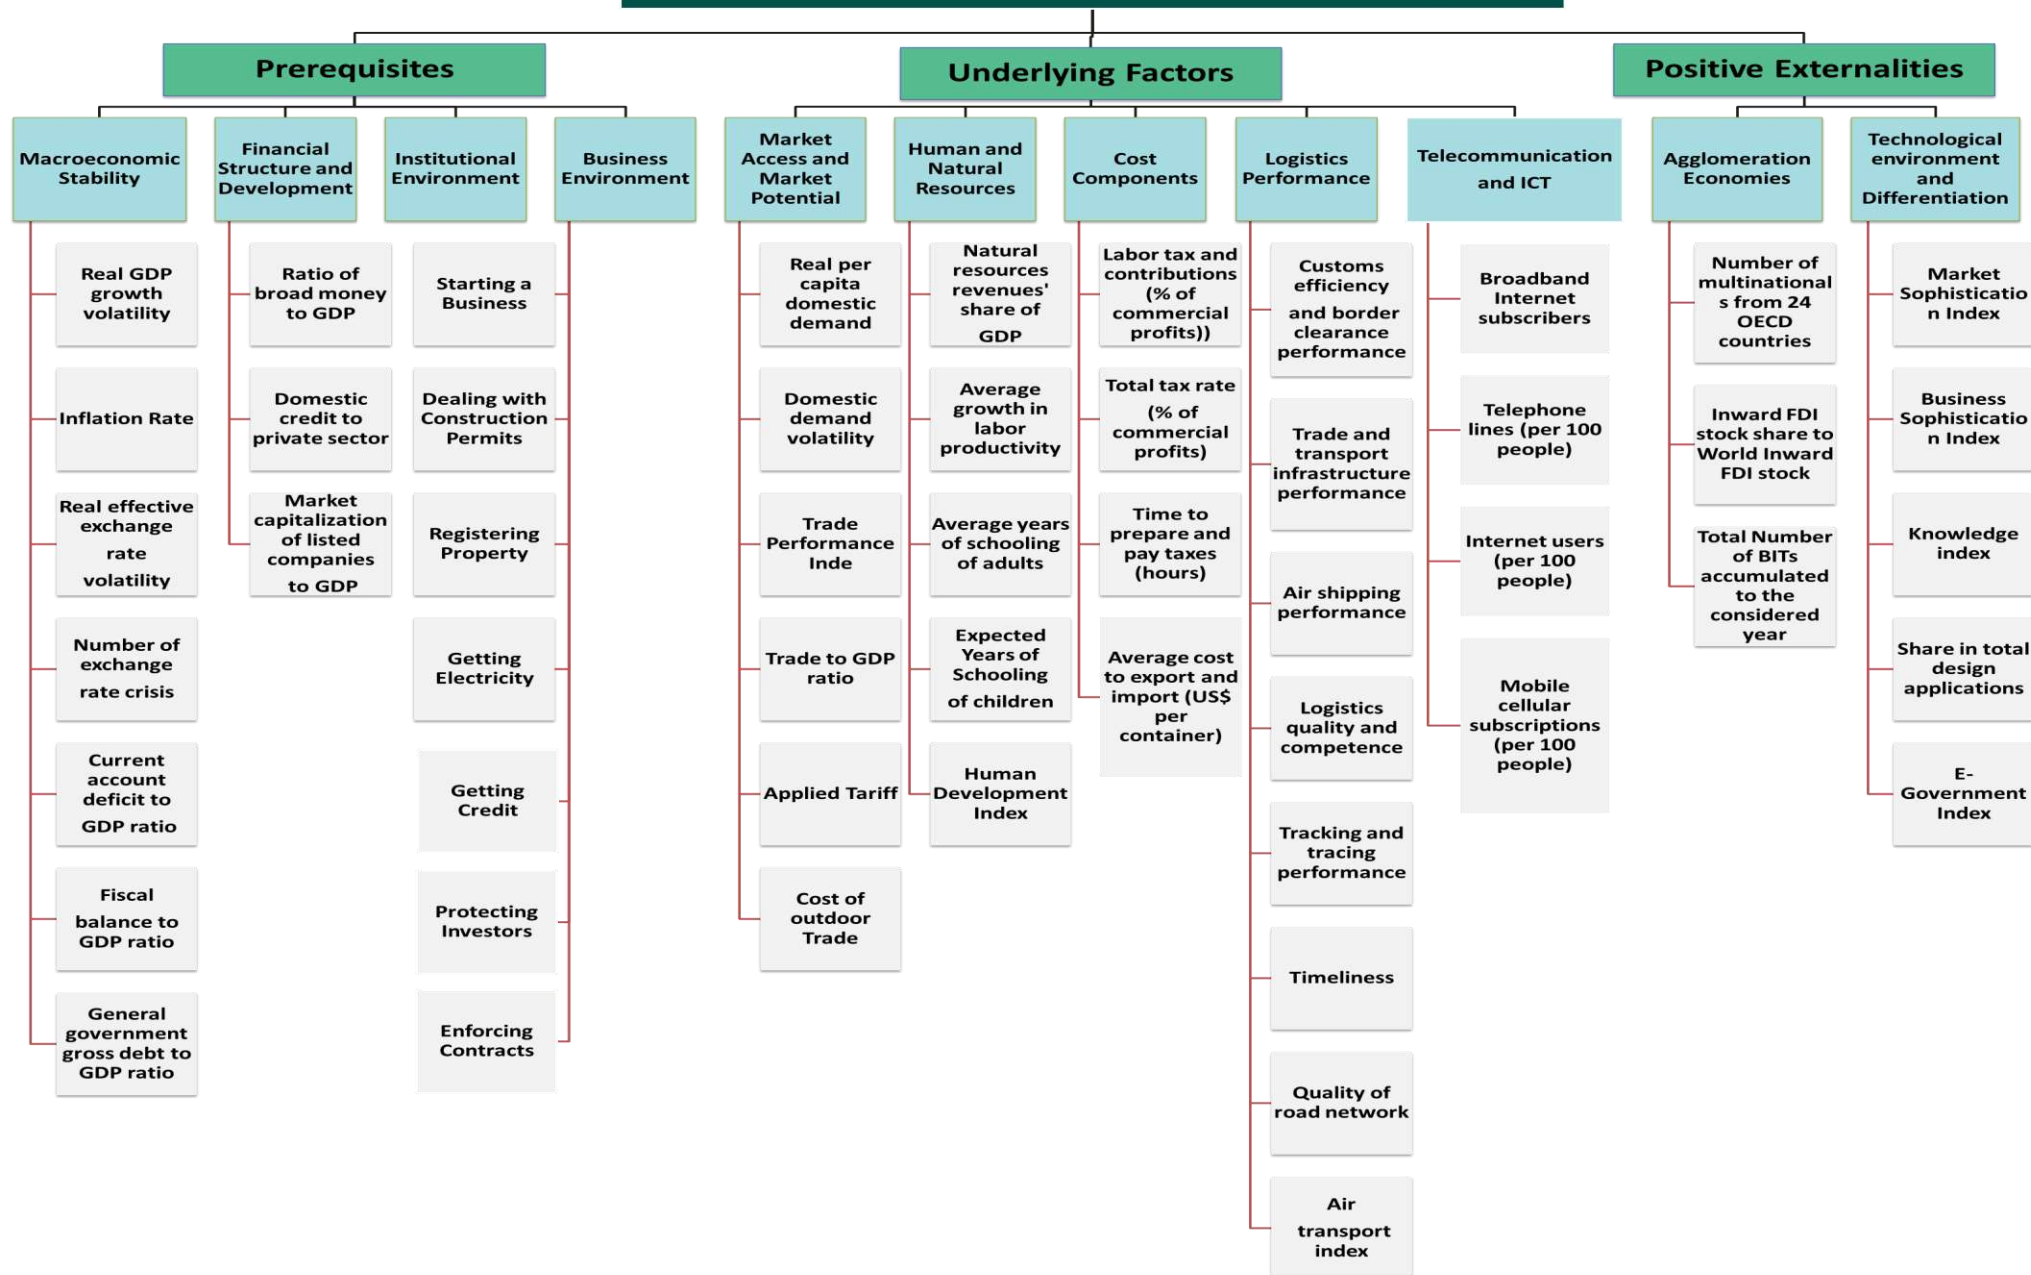 Prerequisites
Underlying Factors
Positive Externalities
Macroeconomic
Stability
Financial
Structure and
Development
Institutional
Environment
Business
Environment
Market
Access and
Market
Potential
Human and
Natural
Resources
Cost
Components
Logistics
Performance
Telecommunication
and ICT
Agglomeration
Economies
Technological
environment
and
Differentiation
Real GDP
growth
volatility
Inflation Rate
Real effective
exchange
rate
volatility
Number of
exchange
rate crisis
Current
account
deficit to
GDP ratio
Fiscal
balance to
GDP ratio
General
government
gross debt to
GDP ratio
Ratio of
broad money
to GDP
Domestic
credit to
private sector
Market
capitalization
of listed
companies
to GDP
Starting a
Business
Dealing with
Construction
Permits
Registering
Property
Getting
Electricity
Getting
Credit
Protecting
Investors
Enforcing
Contracts
Real per
capita
domestic
demand
Domestic
demand
volatility
Trade
Performance
Inde
Trade to GDP
ratio
Applied Tariff
Cost of
outdoor
Trade
Natural
resources
revenues'
share of
GDP
Average
growth in
labor
productivity
Average years
of schooling
of adults
Expected
Years of
Schooling
of children
Human
Development
Index
Labor tax and
contributions
(% of
commercial
profits))
Total tax rate
(% of
commercial
profits)
Time to
prepare and
pay taxes
(hours)
Average cost
to export and
import (US$
per
container)
Customs
efficiency
and border
clearance
performance
Trade and
transport
infrastructure
performance
Air shipping
performance
Logistics
quality and
competence
Tracking and
tracing
performance
Timeliness
Quality of
road network
Air
transport
index
Broadband
Internet
subscribers
Telephone
lines (per 100
people)
Internet users
(per 100
people)
Mobile
cellular
subscriptions
(per 100
people)
Number of
multinational
s from 24
OECD
countries
Inward FDI
stock share to
World Inward
FDI stock
Total Number
of BITs
accumulated
to the
considered
year
Market
Sophisticatio
n Index
Business
Sophisticatio
n Index
Knowledge
index
Share in total
design
applications
E-
Government
Index